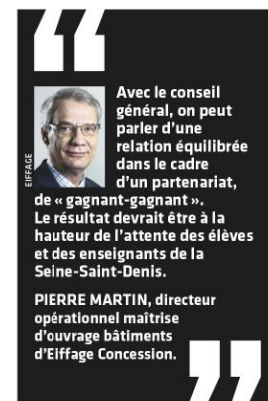 Avec le conseil
général, on peut
parler d'une
relation équilibrée
dans le cadre
d'un partenariat,
de « gagnant-gagnant ».
Le résultat devrait être à la
hauteur de l'attente des élèves
et des enseignants de la
Seine-Saint-Denis.
PIERRE MARTIN, directeur
opérationnel maîtrise
d'ouvrage bâtiments
d'Eiffage Concession.
EIFFAGE